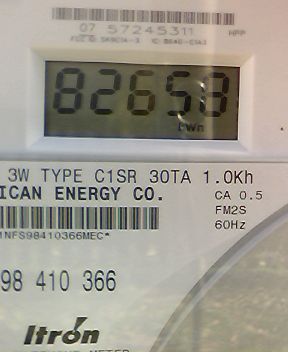 07 57245311
82658
kWh
3W TYPE C1SR 30TA 1.0Kh
ICAN ENERGY CO.
CA 0.5
FM2S
60Hz
NFS98410366MEC*
98 410 366
Itron